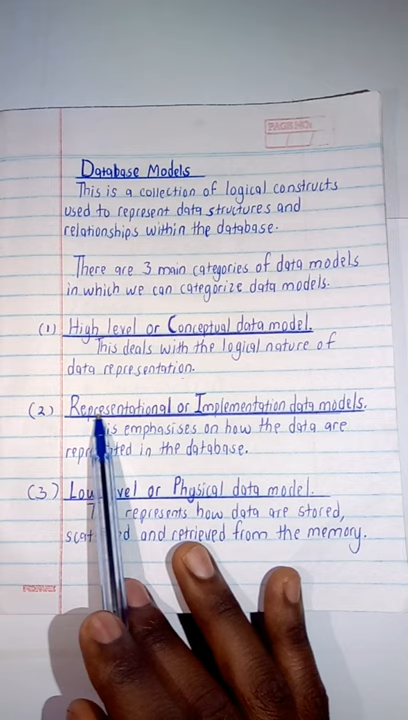 PAGE NO.:
Database Models
This is a collection of logical constructs
used to represent data structures and
relationships within the database.
There are 3 main categories of data models
in which we can categorize data models.
(1) High level or Conceptual data model.
This deals with the logical nature of
data representation.
(2) Representational or Implementation data models.
is emphasises on how the data are
in the database.
(3) or Physical data model.
represents how data are stored,
and retrieved from the memory.